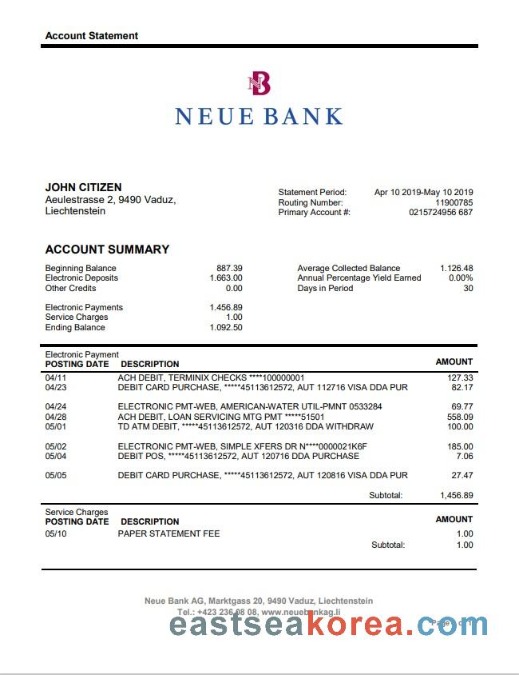 Account Statement
NB
NEUE BANK
JOHN CITIZEN
Aeulestrasse 2, 9490 Vaduz,
Liechtenstein
Statement Period: Apr 10 2019-May 10 2019
Routing Number: 11900785
Primary Account #: 0215724956 687
ACCOUNT SUMMARY
Beginning Balance 887.39 Average Collected Balance 1.126.48
Electronic Deposits 1.663.00 Annual Percentage Yield Earned 0.00%
Other Credits 0.00 Days in Period 30
Electronic Payments 1.456.89
Service Charges 1.00
Ending Balance 1.092.50
Electronic Payment
POSTING DATE DESCRIPTION AMOUNT
04/11 ACH DEBIT, TERMINIX CHECKS ****100000001 127.33
04/23 DEBIT CARD PURCHASE, *****45113612572, AUT 112716 VISA DDA PUR 82.17
04/24 ELECTRONIC PMT-WEB, AMERICAN-WATER UTIL-PMNT 0533284 69.77
04/28 ACH DEBIT, LOAN SERVICING MTG PMT *****51501 558.09
05/01 TD ATM DEBIT, *****45113612572, AUT 120316 DDA WITHDRAW 100.00
05/02 ELECTRONIC PMT-WEB, SIMPLE XFERS DR N****0000021K6F 185.00
05/04 DEBIT POS, *****45113612572, AUT 120716 DDA PURCHASE 7.06
05/05 DEBIT CARD PURCHASE, *****45113612572, AUT 120816 VISA DDA PUR 27.47
Subtotal: 1,456.89
Service Charges
POSTING DATE DESCRIPTION AMOUNT
05/10 PAPER STATEMENT FEE 1.00
Subtotal: 1.00
Neue Bank AG, Marktgass 20, 9490 Vaduz, Liechtenstein
Tel.: +423 236 08 08, www.neuebankag.li
eastseakorea.com